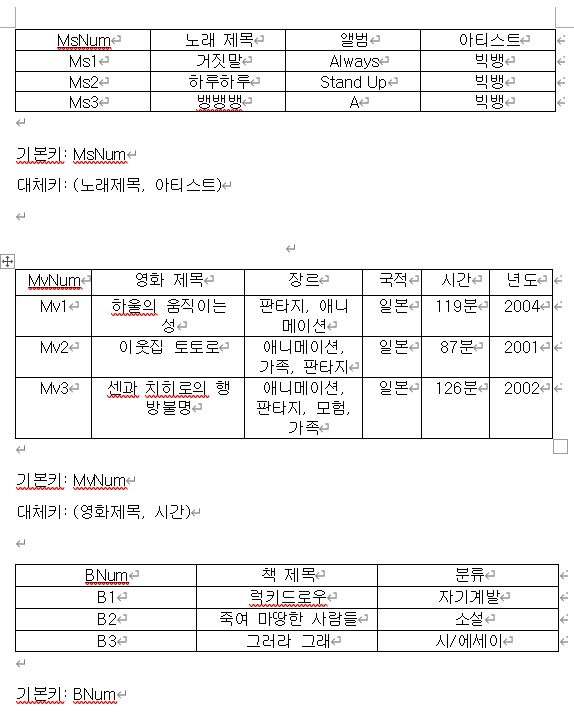 MsNum 노래 제목 앨범 아티스트
Ms1 거짓말 Always 빅뱅
Ms2 하루하루 Stand Up 빅뱅
Ms3 뱅뱅뱅 A 빅뱅
기본키: MsNum
대체키: (노래제목, 아티스트)
MvNum 영화 제목 장르 국적 시간 년도
Mv1 하울의 움직이는 판타지, 애니 일본 119분 2004
성 메이션
Mv2 이웃집 토토로 애니메이션, 일본 87분 2001
가족, 판타지
Mv3 센과 치히로의 행 애니메이션, 일본 126분 2002
방불명 판타지, 모험,
가족
기본키: MvNum
대체키: (영화제목, 시간)
BNum 책 제목 분류
B1 럭키드로우 자기계발
B2 죽여 마땅한 사람들 소설
B3 그러라 그래 시/에세이
기본키: BNum